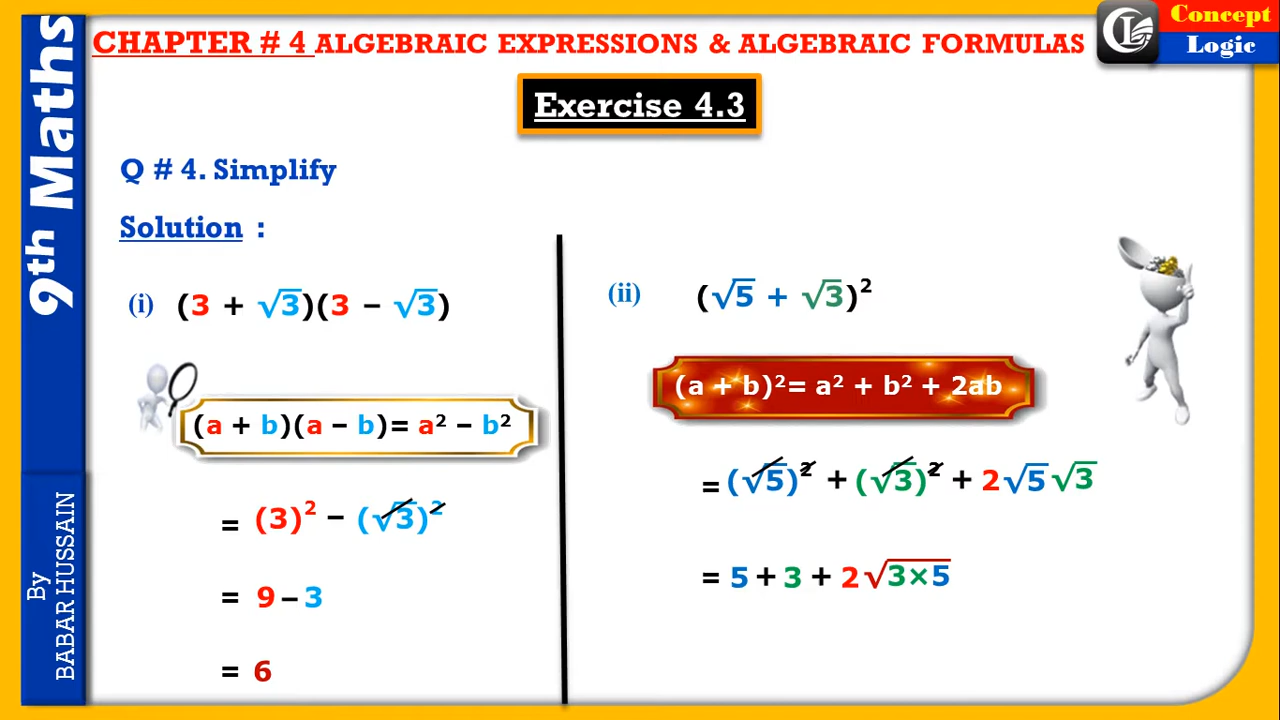 CHAPTER # 4 ALGEBRAIC EXPRESSIONS & ALGEBRAIC FORMULAS
Concept
Logic
9th Maths
By
BABAR HUSSAIN
Exercise 4.3
Q # 4. Simplify
Solution :
(i) (3 + √3)(3 − √3)
(a + b)(a − b)= a² − b²
= (3)² − (√3)²
= 9 – 3
= 6
(ii) (√5 + √3)²
(a + b)²= a² + b² + 2ab
= (√5)² + (√3)² + 2√5√3
= 5 + 3 + 2√3×5